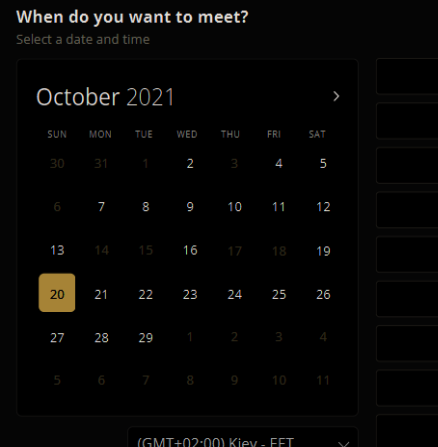 When do you want to meet?
Select a date and time
October 2021
SUN MON TUE WED THU FRI SAT
30 31 1 2 3 4 5
6 7 8 9 10 11 12
13 14 15 16 17 18 19
20 21 22 23 24 25 26
27 28 29 1 2 3 4
5 6 7 8 9 10 11
(GMT+02:00) Kiev - EET